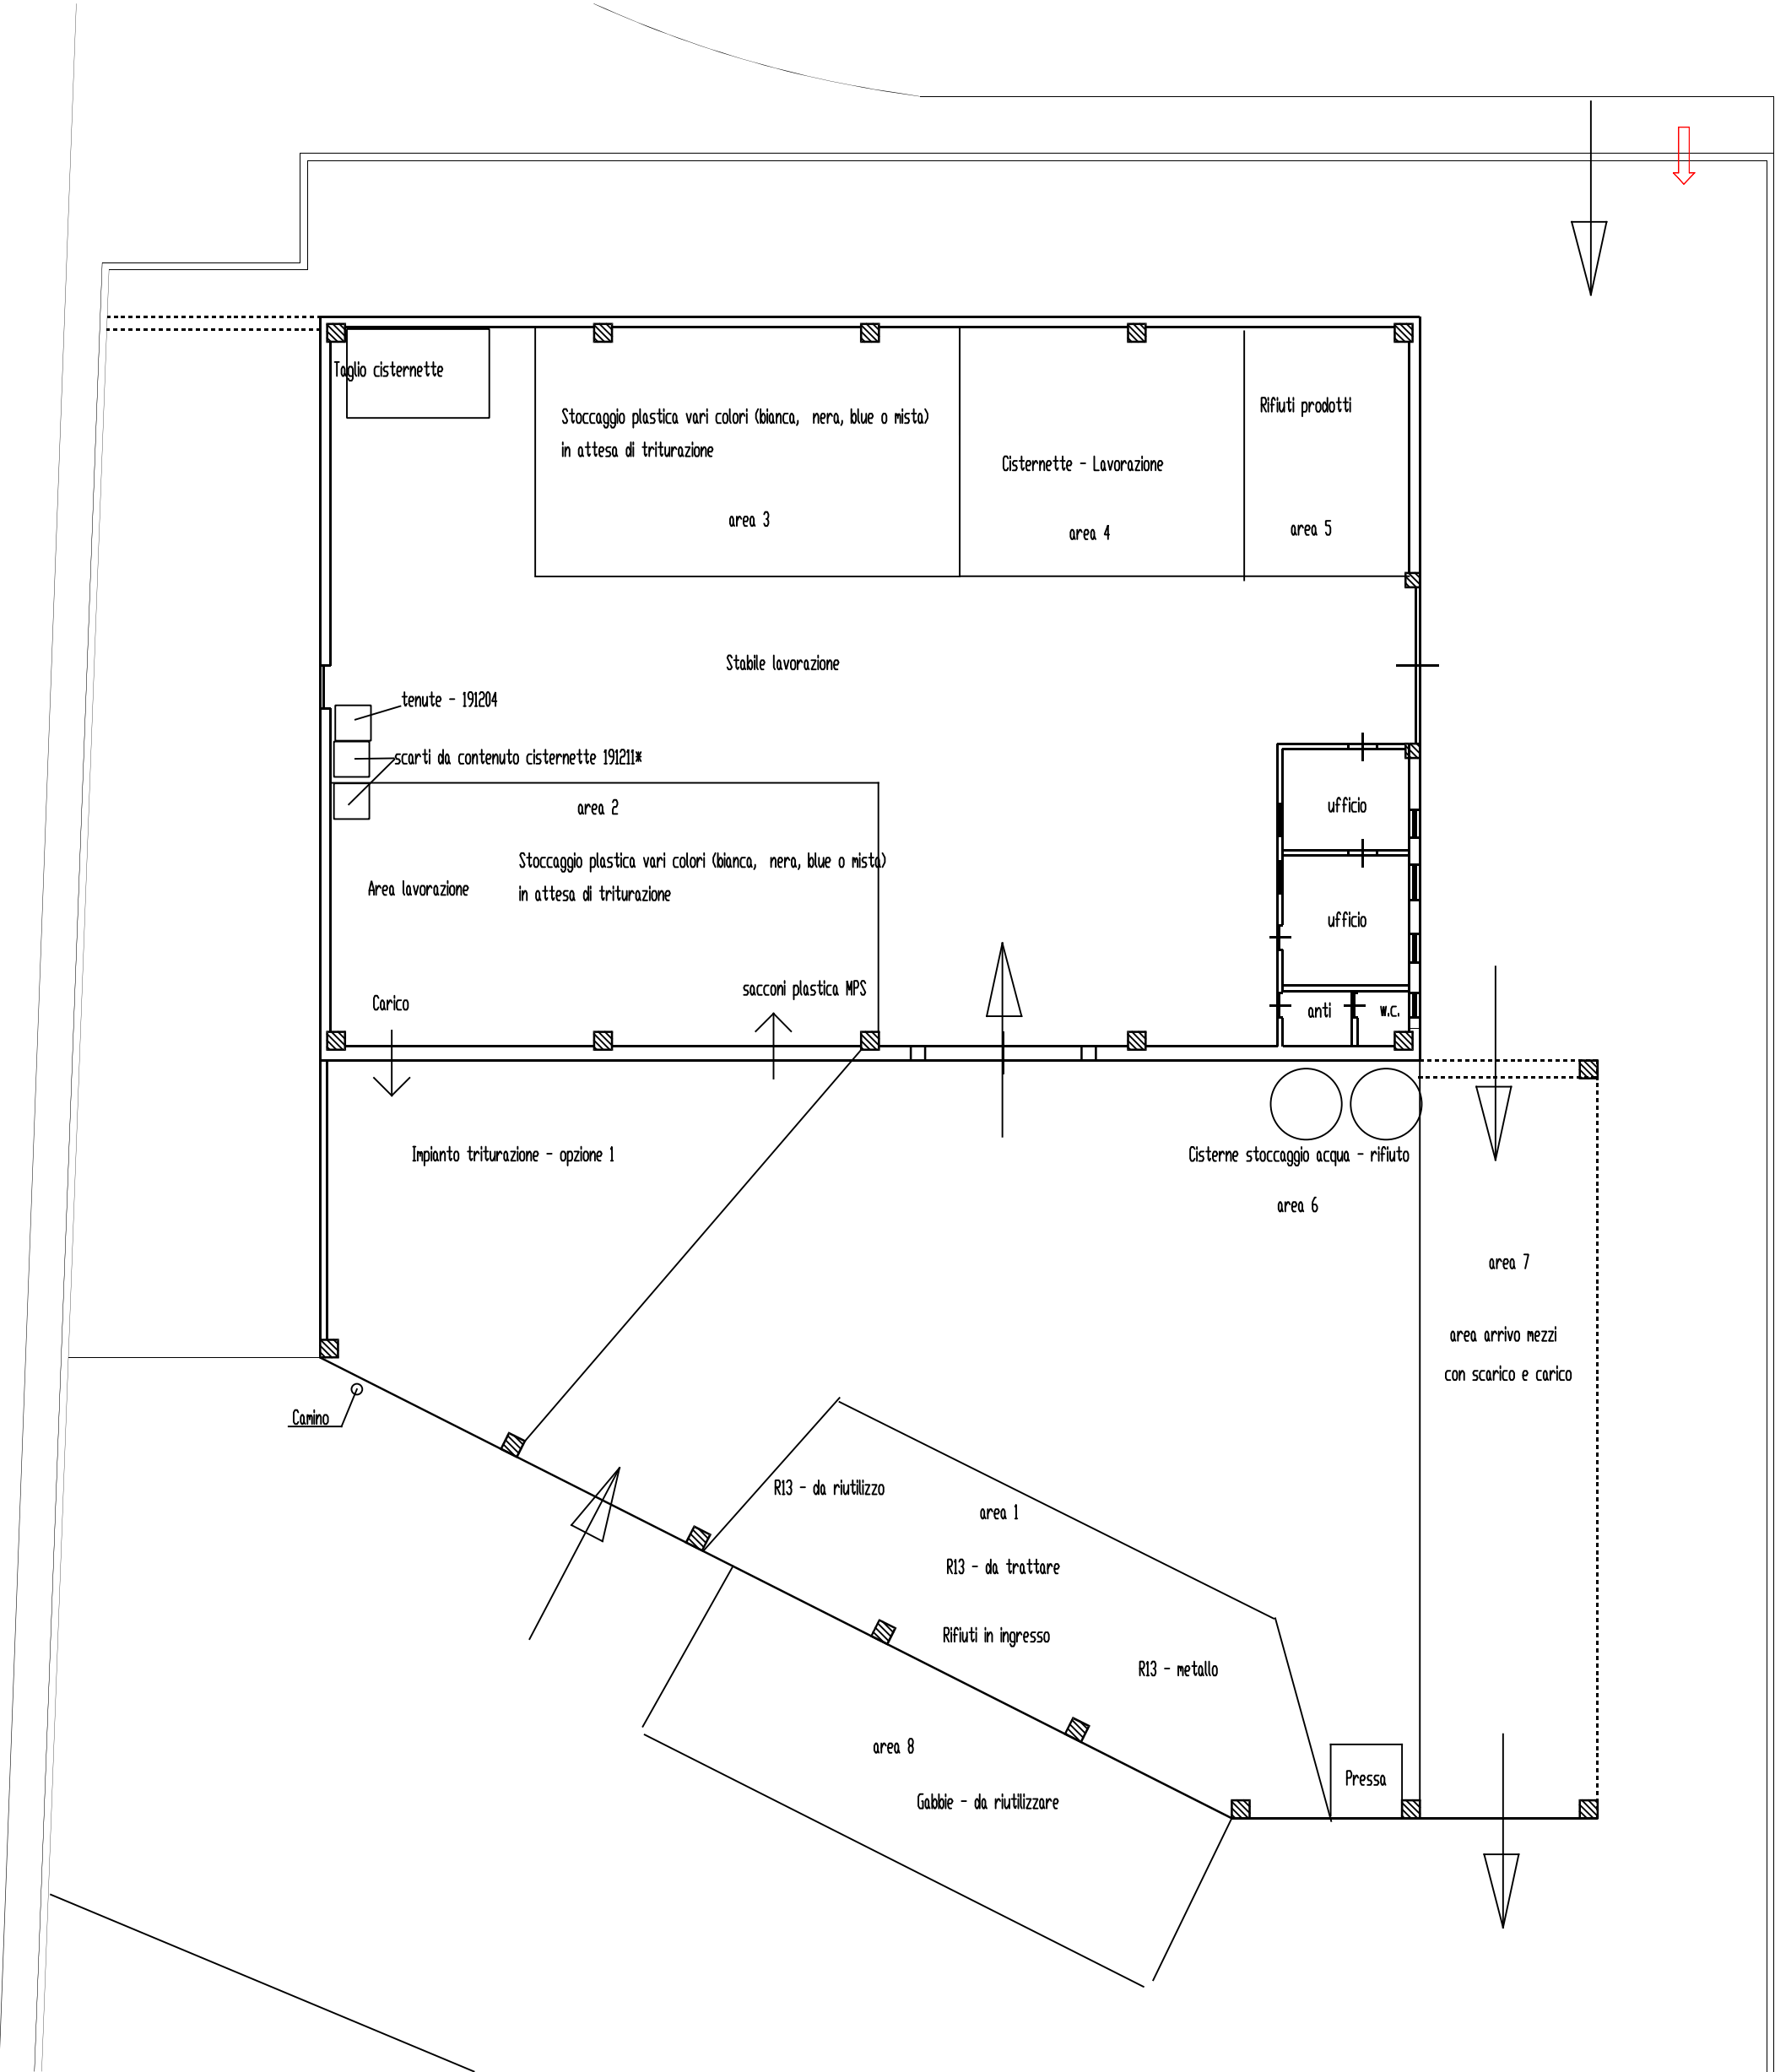 Taglio cisternette
Stoccaggio plastica vari colori (bianca, nera, blue o mista)
in attesa di triturazione
area 3
Cisternette - Lavorazione
area 4
Rifiuti prodotti
area 5
Stabile lavorazione
tenute - 191204
scarti da contenuto cisternette 191211*
area 2
Stoccaggio plastica vari colori (bianca, nera, blue o mista)
in attesa di triturazione
Area lavorazione
ufficio
ufficio
anti
w.c.
sacconi plastica MPS
Carico
Impianto triturazione - opzione 1
Cisterne stoccaggio acqua - rifiuto
area 6
area 7
area arrivo mezzi
con scarico e carico
Camino
R13 - da riutilizzo
area 1
R13 - da trattare
Rifiuti in ingresso
R13 - metallo
area 8
Gabbie - da riutilizzare
Pressa